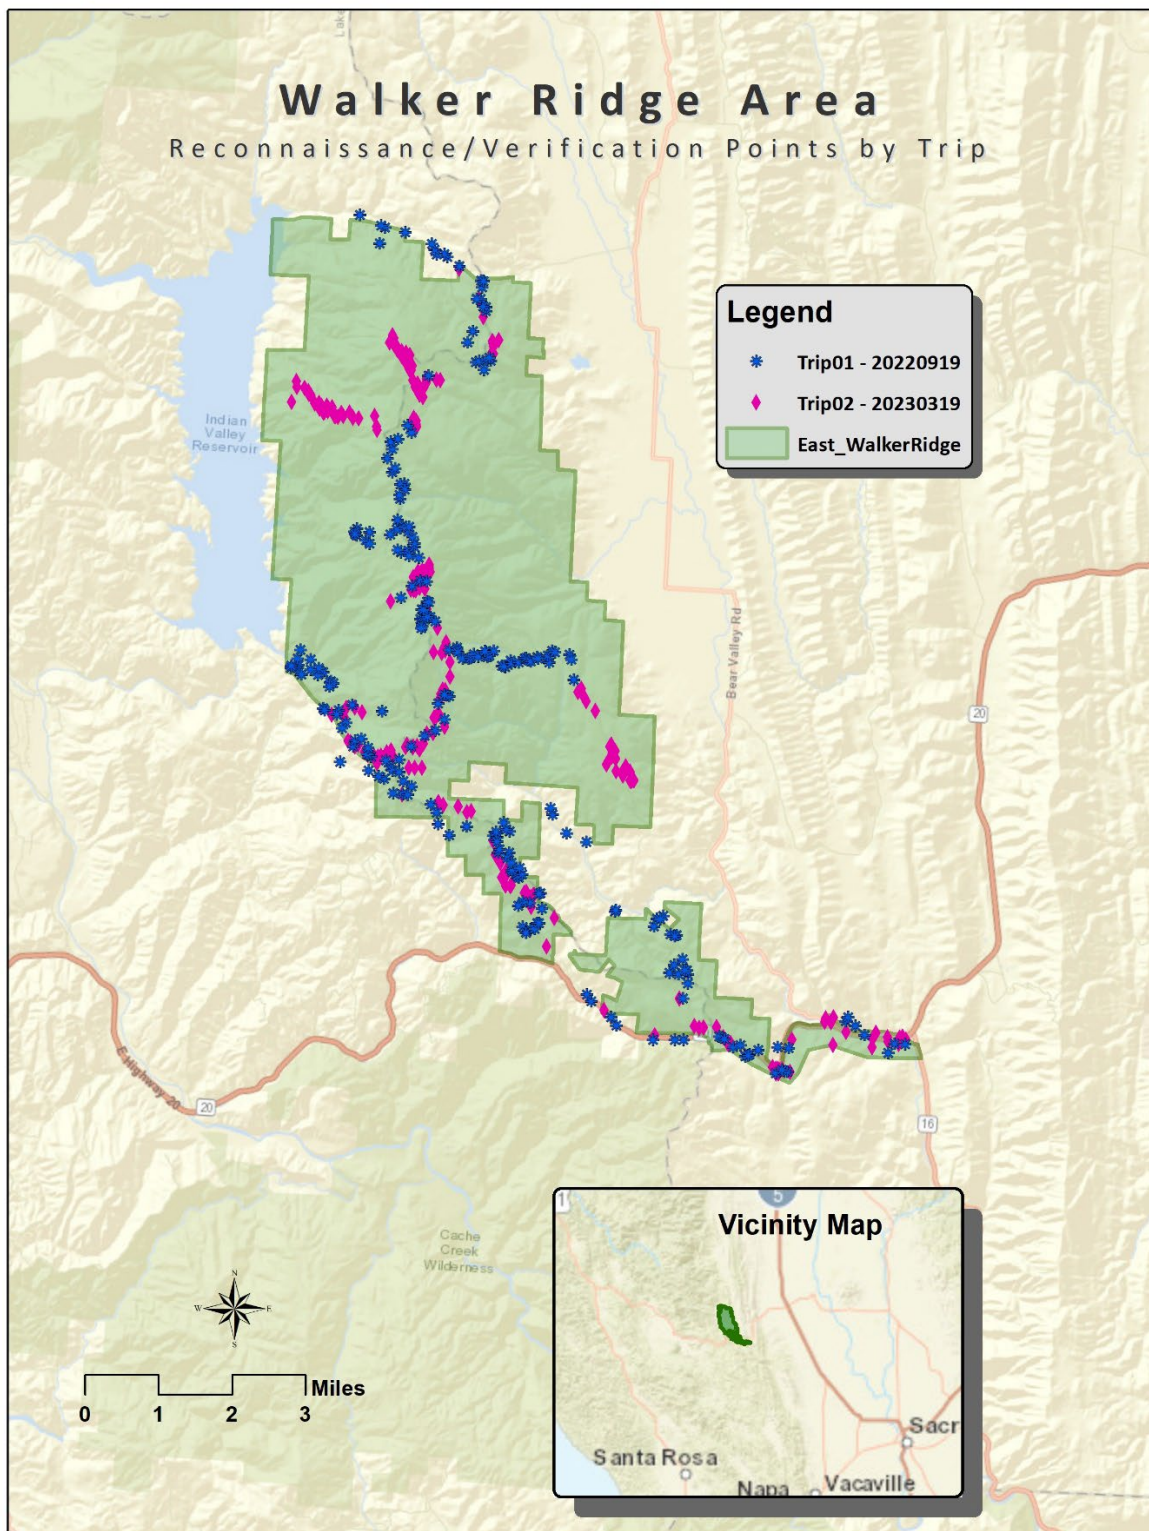 Lake
Walker Ridge Area
Reconnaissance/Verification Points by Trip
Legend
Trip01 - 20220919
Trip02 - 20230319
East_WalkerRidge
Indian
Valley
Reservoir
Bear Valley Rd
20
E Highway 20
20
16
Cache
Creek
Wilderness
N
W E
S
Miles
0 1 2 3
Vicinity Map
1
5
Sacr
Santa Rosa
Napa
Vacaville